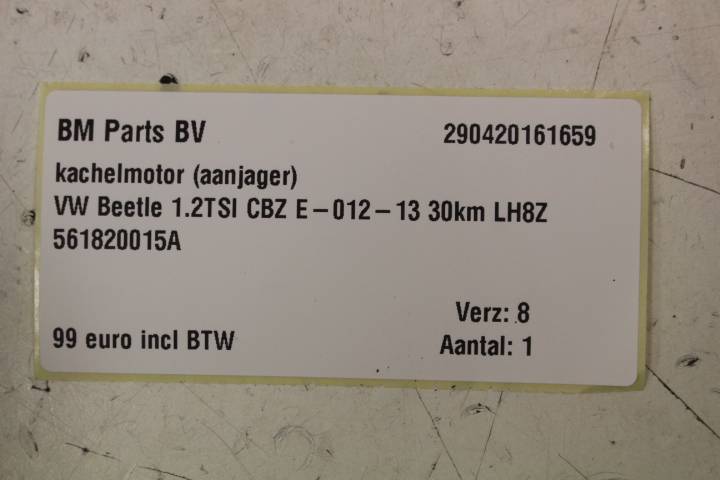 BM Parts BV 290420161659
kachelmotor (aanjager)
VW Beetle 1.2TSI CBZ E-012-13 30km LH8Z
561820015A
Verz: 8
99 euro incl BTW Aantal: 1